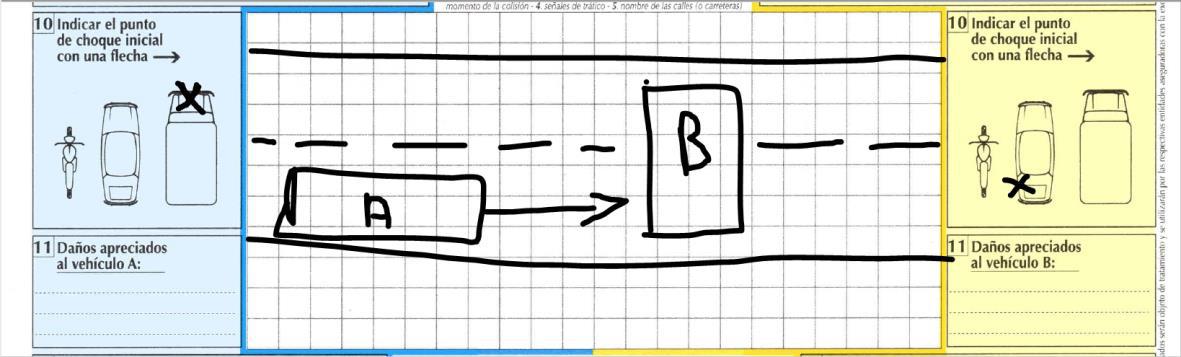 momento de la colisión - 4. señales de tráfico - 5. nombre de las calles (o carreteras)
10 Indicar el punto
de choque inicial
con una flecha →
11 Daños apreciados
al vehículo A:
A
B
10 Indicar el punto
de choque inicial
con una flecha →
11 Daños apreciados
al vehículo B:
serán objeto de tratamiento y se utilizarán por las respectivas entidades aseguradoras con la